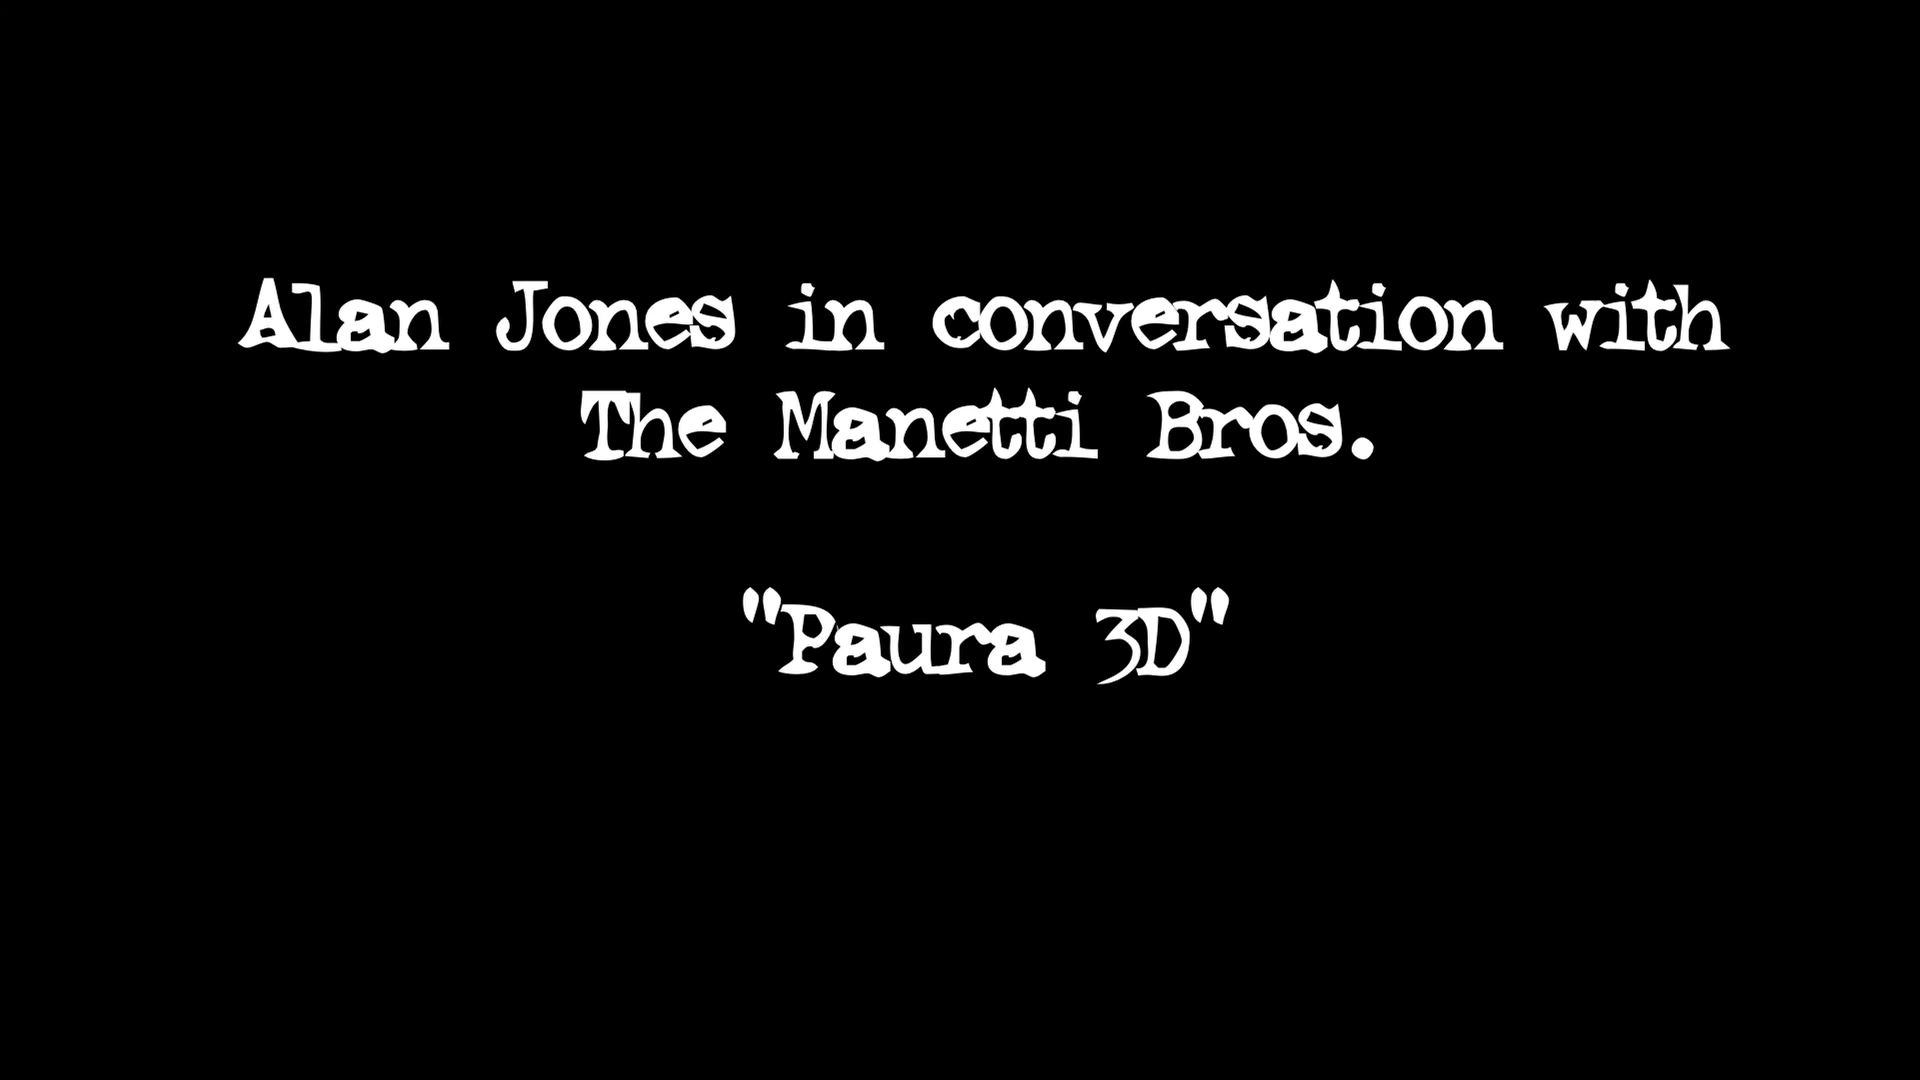 Alan Jones in conversation with
The Manetti Bros.
"Paura 3D"